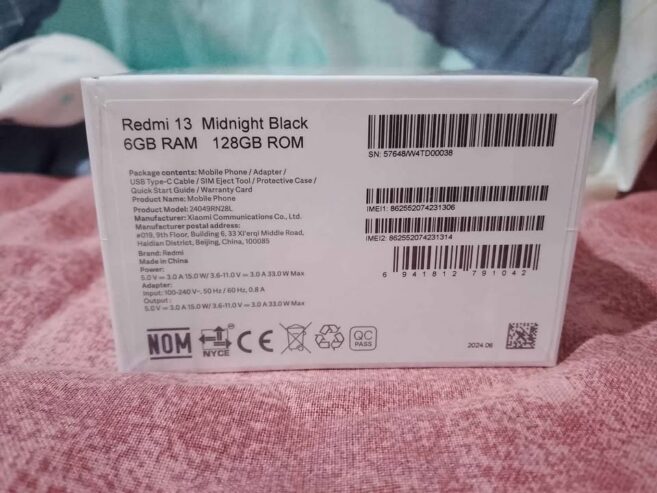 Redmi 13 Midnight Black
6GB RAM 128GB ROM
Package contents: Mobile Phone / Adapter /
USB Type-C Cable / SIM Eject Tool / Protective Case /
Quick Start Guide / Warranty Card
Product Name: Mobile Phone
Product Model: 24049RN28L
Manufacturer: Xiaomi Communications Co., Ltd.
Manufacturer postal address:
#019, 9th Floor, Building 6, 33 Xi'erqi Middle Road,
Haidian District, Beijing, China, 100085
Brand: Redmi
Made in China
Power:
5.0 V⎓ 3.0 A 15.0 W/ 3.6-11.0 V⎓ 3.0 A 33.0 W Max
Adapter:
Input: 100-240 V~, 50 Hz / 60 Hz, 0.8 A
Output :
5.0 V⎓ 3.0 A 15.0 W/ 3.6-11.0 V⎓ 3.0 A 33.0 W Max
NOM
NYCE
CE
QC
PASS
SN: 57648/W4TD00038
IMEI1: 862552074231306
IMEI2: 862552074231314
6 941812 791042
2024.06